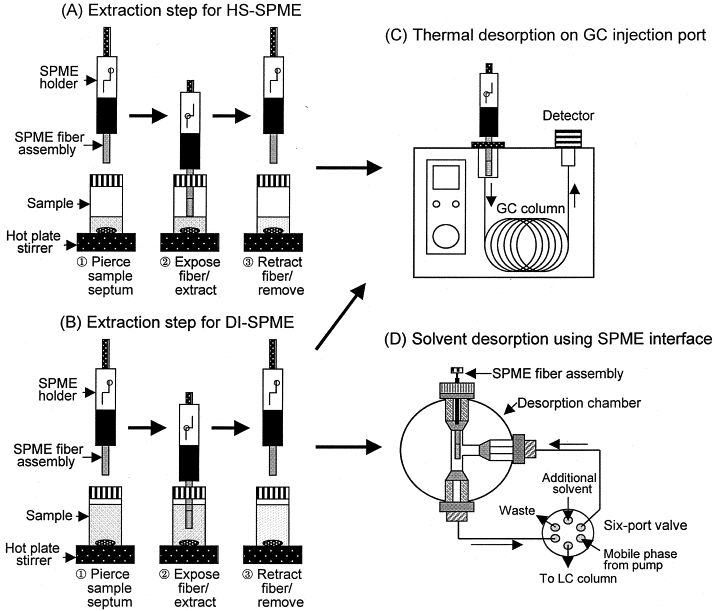 (A) Extraction step for HS-SPME
SPME
holder
SPME fiber
assembly
Sample
Hot plate
stirrer
① Pierce
sample
septum
② Expose
fiber/
extract
③ Retract
fiber/
remove
(B) Extraction step for DI-SPME
SPME
holder
SPME fiber
assembly
Sample
Hot plate
stirrer
① Pierce
sample
septum
② Expose
fiber/
extract
③ Retract
fiber/
remove
(C) Thermal desorption on GC injection port
Detector
GC column
(D) Solvent desorption using SPME interface
SPME fiber assembly
Desorption chamber
Additional
solvent
Waste
Six-port valve
Mobile phase
from pump
To LC column